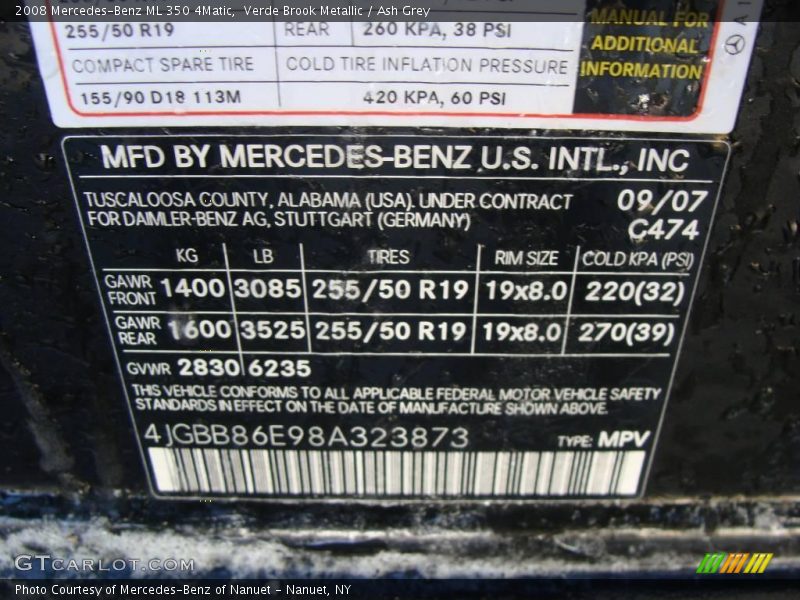 2008 Mercedes-Benz ML 350 4Matic, Verde Brook Metallic / Ash Grey
255/50 R19 REAR 260 KPA, 38 PSI
COMPACT SPARE TIRE COLD TIRE INFLATION PRESSURE
155/90 D18 113M 420 KPA, 60 PSI
MANUAL FOR
ADDITIONAL
INFORMATION
MFD BY MERCEDES-BENZ U.S. INTL., INC
TUSCALOOSA COUNTY, ALABAMA (USA). UNDER CONTRACT
FOR DAIMLER-BENZ AG, STUTTGART (GERMANY)
09/07
C474
KG LB TIRES RIM SIZE COLD KPA (PSI)
GAWR FRONT 1400 3085 255/50 R19 19x8.0 220(32)
GAWR REAR 1600 3525 255/50 R19 19x8.0 270(39)
GVWR 2830 6235
THIS VEHICLE CONFORMS TO ALL APPLICABLE FEDERAL MOTOR VEHICLE SAFETY
STANDARDS IN EFFECT ON THE DATE OF MANUFACTURE SHOWN ABOVE.
4JGBB86E98A323873 TYPE: MPV
GTCARLOT.COM
Photo Courtesy of Mercedes-Benz of Nanuet - Nanuet, NY